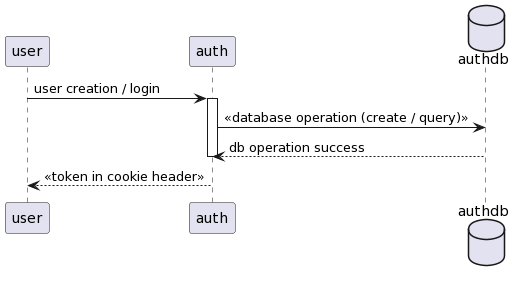 authdb
user
auth
user creation / login
«database operation (create / query)»
db operation success
«token in cookie header»
user
auth
authdb